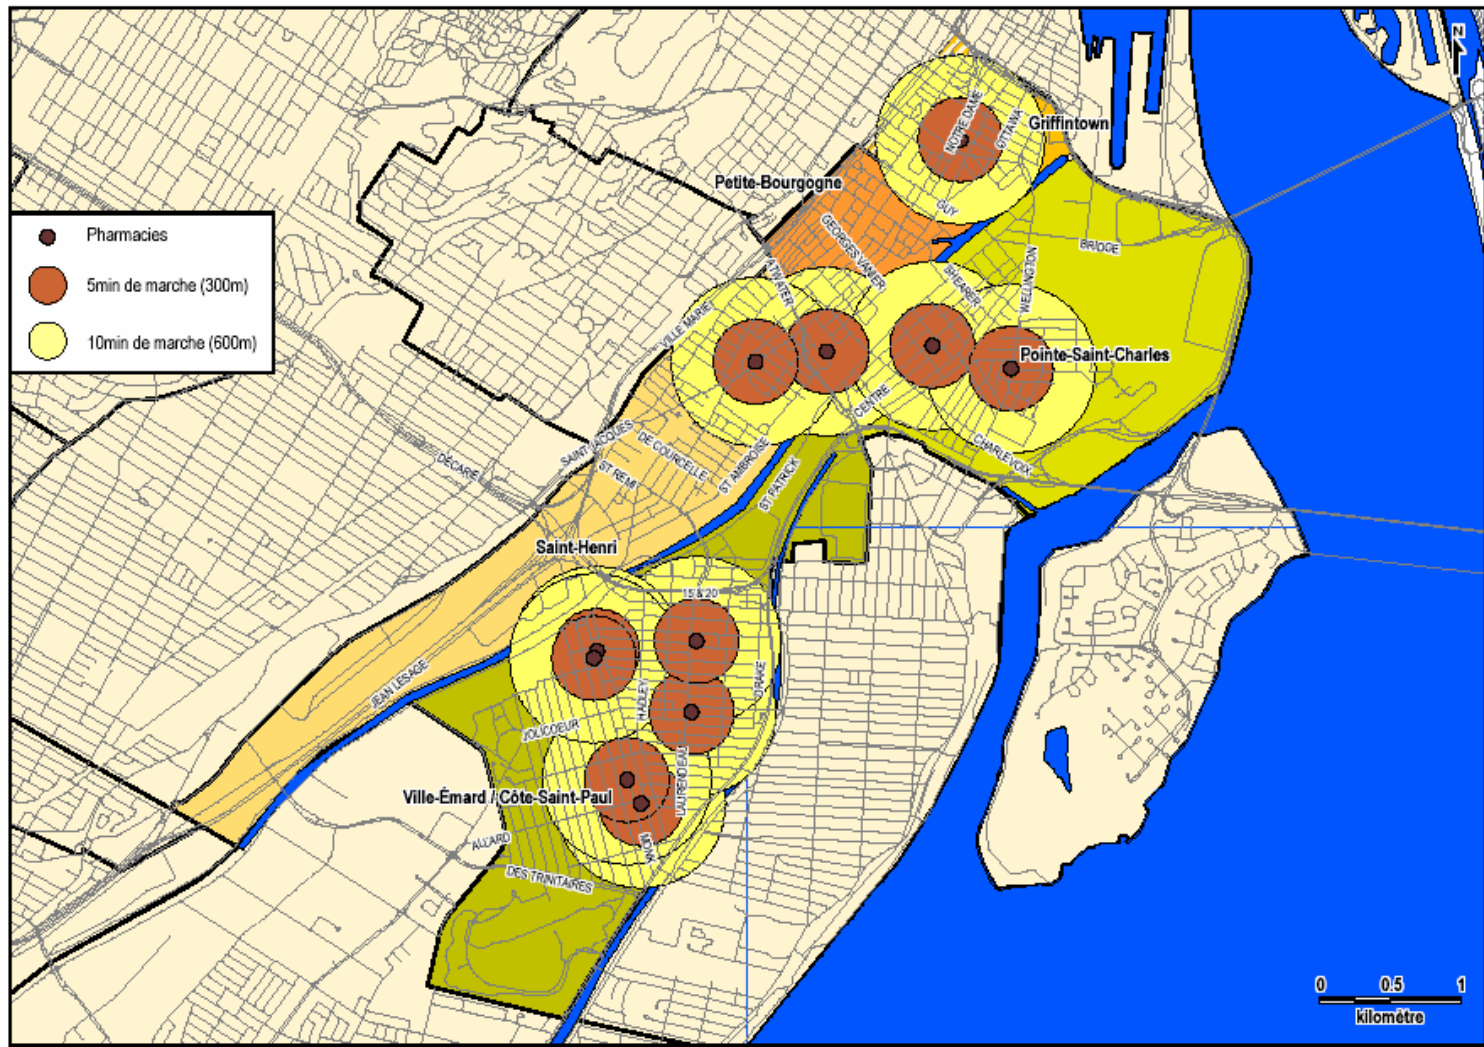 N
NOTRE DAME
OTTAWA
Griffintown
Petite-Bourgogne
GUY
GEORGES VANIER
BRIDGE
Pharmacies
ATWATER
SHEARER
WELLINGTON
5min de marche (300m)
VILLE MARIE
10min de marche (600m)
Pointe-Saint-Charles
CENTRE
SAINT JACQUES
DE COURCELLE
ST AMBROISE
CHARLEVOIX
DÉCARIE
ST REMI
ST PATRICK
Saint-Henri
15 & 20
JEAN LESAGE
HADLEY
DRAKE
JOLICOEUR
LAURENDEAU
Ville-Émard / Côte-Saint-Paul
ALLARD
MONK
DES TRINITAIRES
0 0.5 1
kilomètre